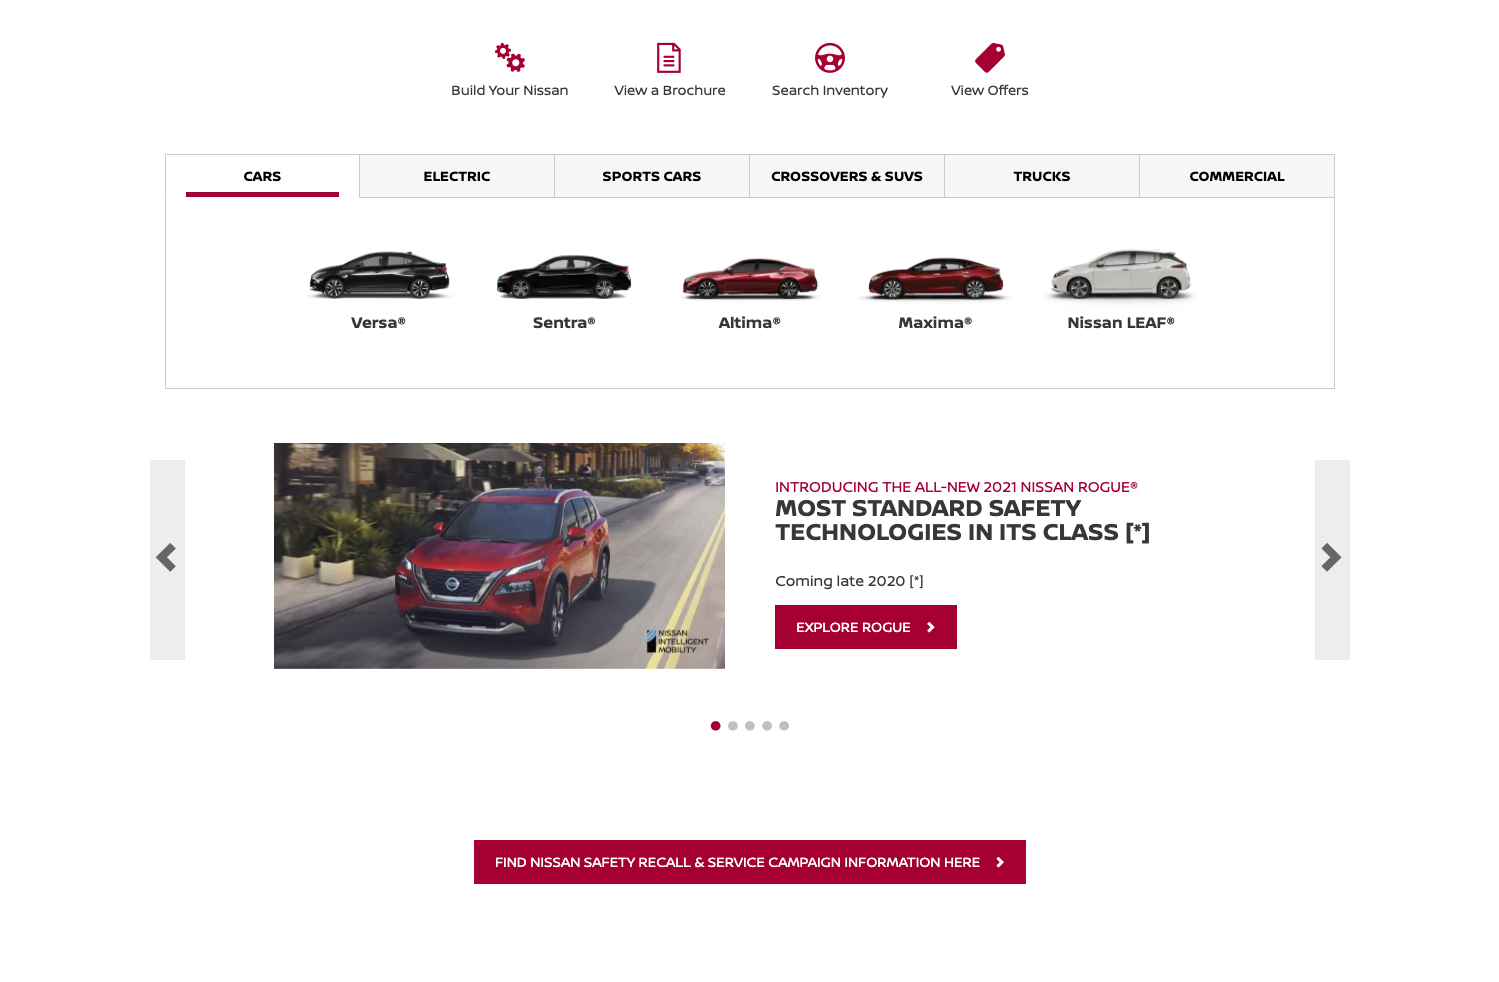 Build Your Nissan
View a Brochure
Search Inventory
View Offers
CARS
ELECTRIC
SPORTS CARS
CROSSOVERS & SUVS
TRUCKS
COMMERCIAL
Versa®
Sentra®
Altima®
Maxima®
Nissan LEAF®
INTRODUCING THE ALL-NEW 2021 NISSAN ROGUE®
MOST STANDARD SAFETY
TECHNOLOGIES IN ITS CLASS [*]
Coming late 2020 [*]
EXPLORE ROGUE
NISSAN
INTELLIGENT
MOBILITY
FIND NISSAN SAFETY RECALL & SERVICE CAMPAIGN INFORMATION HERE